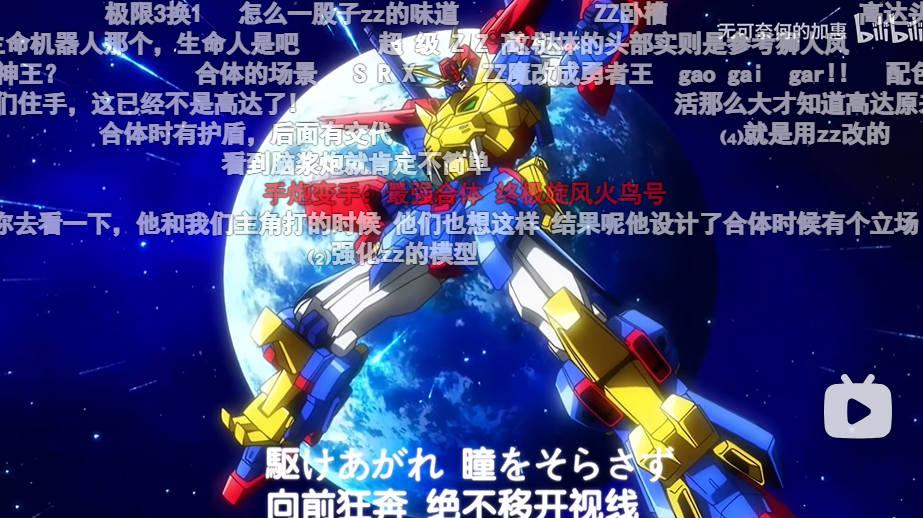 极限3换1 怎么一股子zz的味道 ZZ卧槽 高达
无可奈何的加惠 bilibili
生命机器人那个，生命人是吧 超级ZZ高达 体的头部实则是参考狮人凤
神王？ 合体的场景 SRX ZZ魔改成勇者王 gao gai gar!! 配色
们住手，这已经不是高达了！ 活那么大才知道高达原
合体时有护盾，后面有交代 (4)就是用zz改的
看到脑浆炮就肯定不简单
手炮变手 最强合体 终极旋风火鸟号
你去看一下，他和我们主角打的时候 他们也想这样 结果呢他设计了合体时候有个立场
(2)强化zz的模型
駆けあがれ 瞳をそらさず
向前狂奔 绝不移开视线